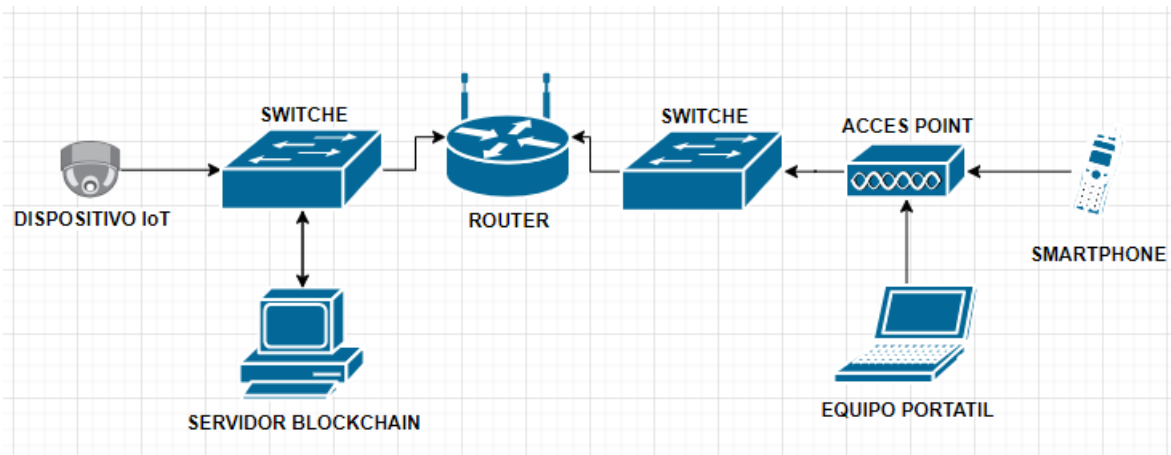 SWITCHE
SWITCHE
ACCES POINT
DISPOSITIVO IoT
ROUTER
SMARTPHONE
SERVIDOR BLOCKCHAIN
EQUIPO PORTATIL